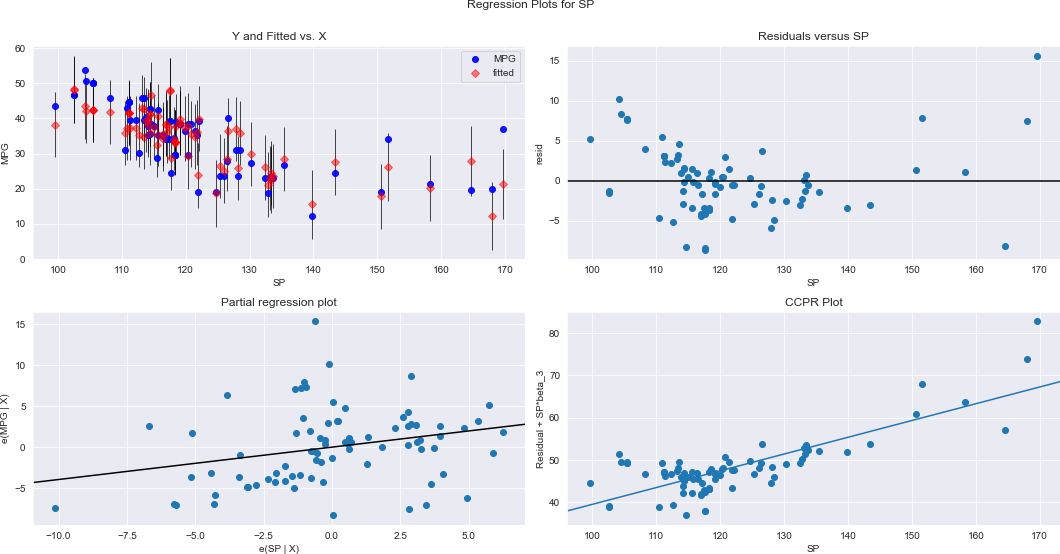 Regression Plots for SP
Y and Fitted vs. X
MPG
60
50
40
30
20
10
0
MPG
fitted
100 110 120 130 140 150 160 170
SP
Residuals versus SP
resid
15
10
5
0
−5
100 110 120 130 140 150 160 170
SP
Partial regression plot
e(MPG | X)
15
10
5
0
−5
−10.0 −7.5 −5.0 −2.5 0.0 2.5 5.0
e(SP | X)
CCPR Plot
Residual + SP*beta_3
80
70
60
50
40
100 110 120 130 140 150 160 170
SP